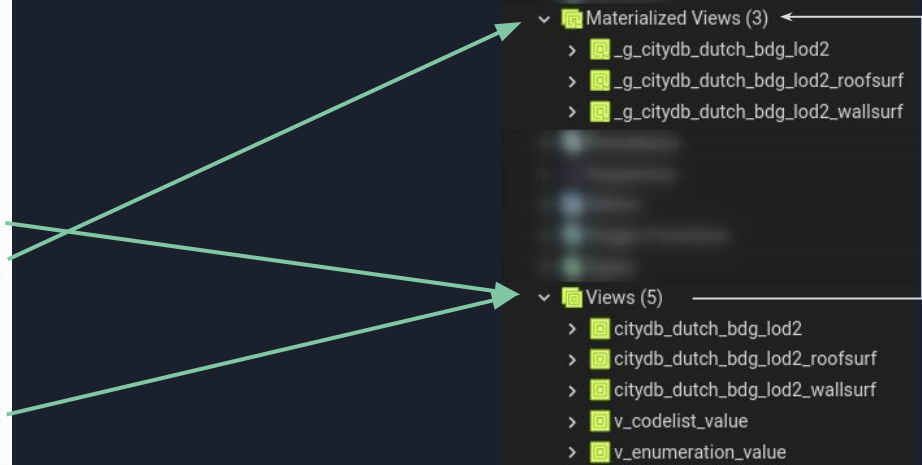 Materialized Views (3)
_g_citydb_dutch_bdg_lod2
_g_citydb_dutch_bdg_lod2_roofsurf
_g_citydb_dutch_bdg_lod2_wallsurf
Views (5)
citydb_dutch_bdg_lod2
citydb_dutch_bdg_lod2_roofsurf
citydb_dutch_bdg_lod2_wallsurf
v_codelist_value
v_enumeration_value